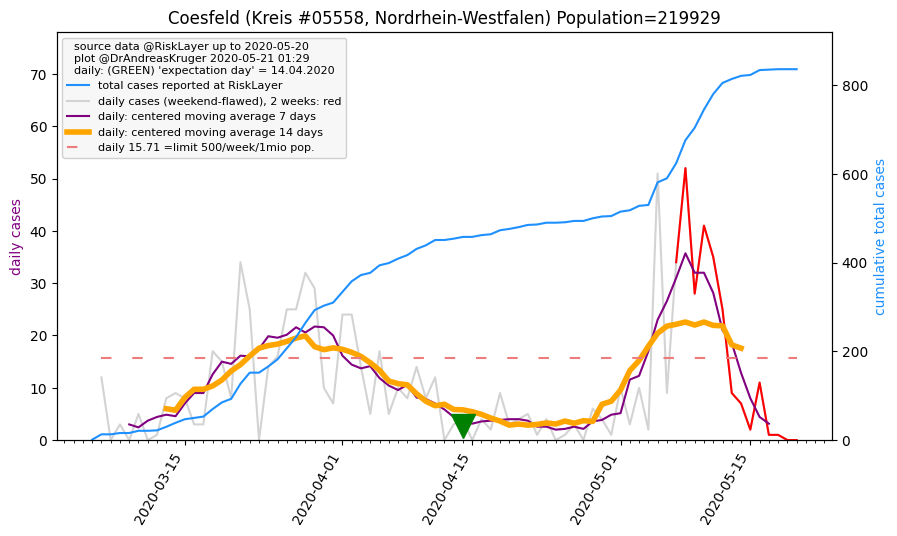 Coesfeld (Kreis #05558, Nordrhein-Westfalen) Population=219929
source data @RiskLayer up to 2020-05-20
plot @DrAndreasKruger 2020-05-21 01:29
daily: (GREEN) 'expectation day' = 14.04.2020
total cases reported at RiskLayer
daily cases (weekend-flawed), 2 weeks: red
daily: centered moving average 7 days
daily: centered moving average 14 days
daily 15.71 =limit 500/week/1mio pop.
daily cases
70
60
50
40
30
20
10
0
800
600
400
200
0
cumulative total cases
2020-03-15
2020-04-01
2020-04-15
2020-05-01
2020-05-15